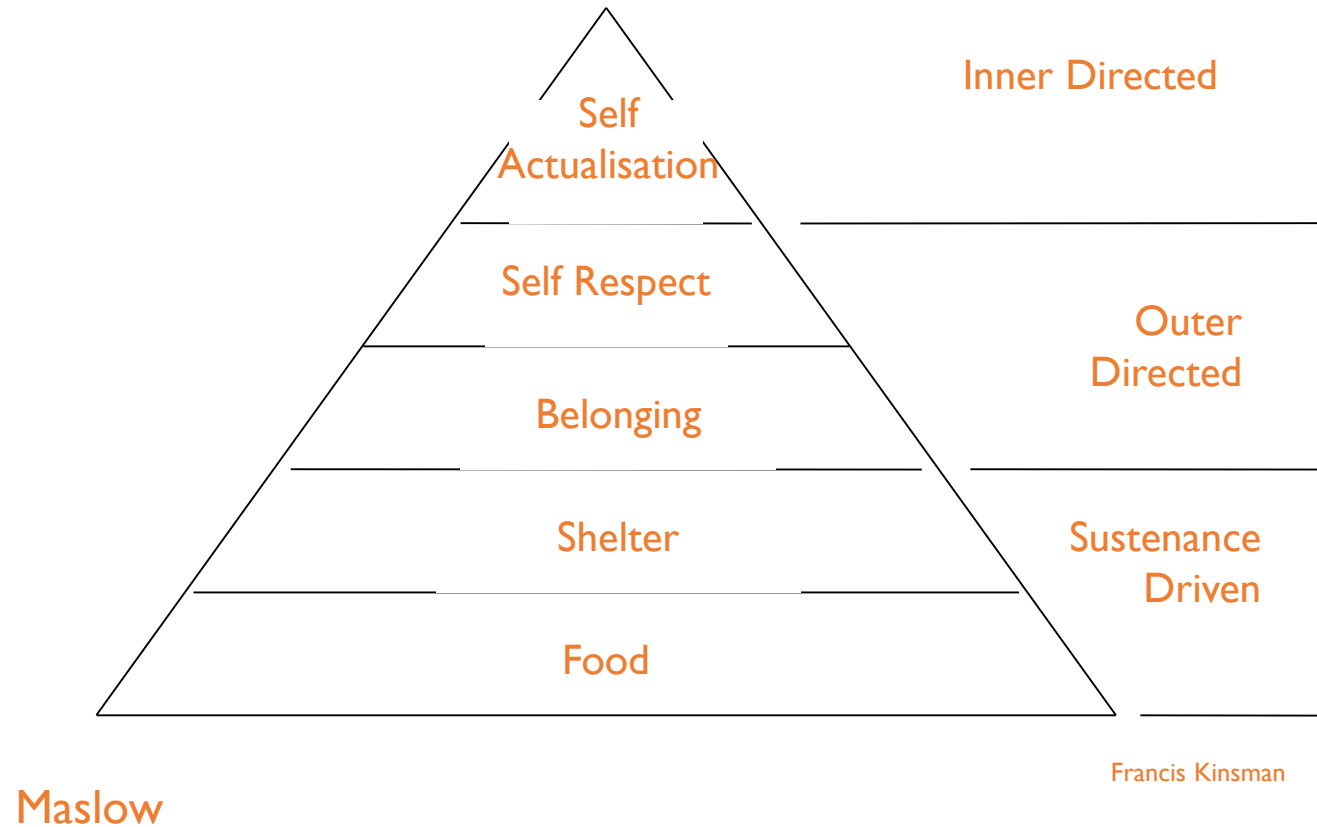 Inner Directed
Self
Actualisation
Self Respect
Outer
Directed
Belonging
Shelter
Sustenance
Driven
Food
Francis Kinsman
Maslow